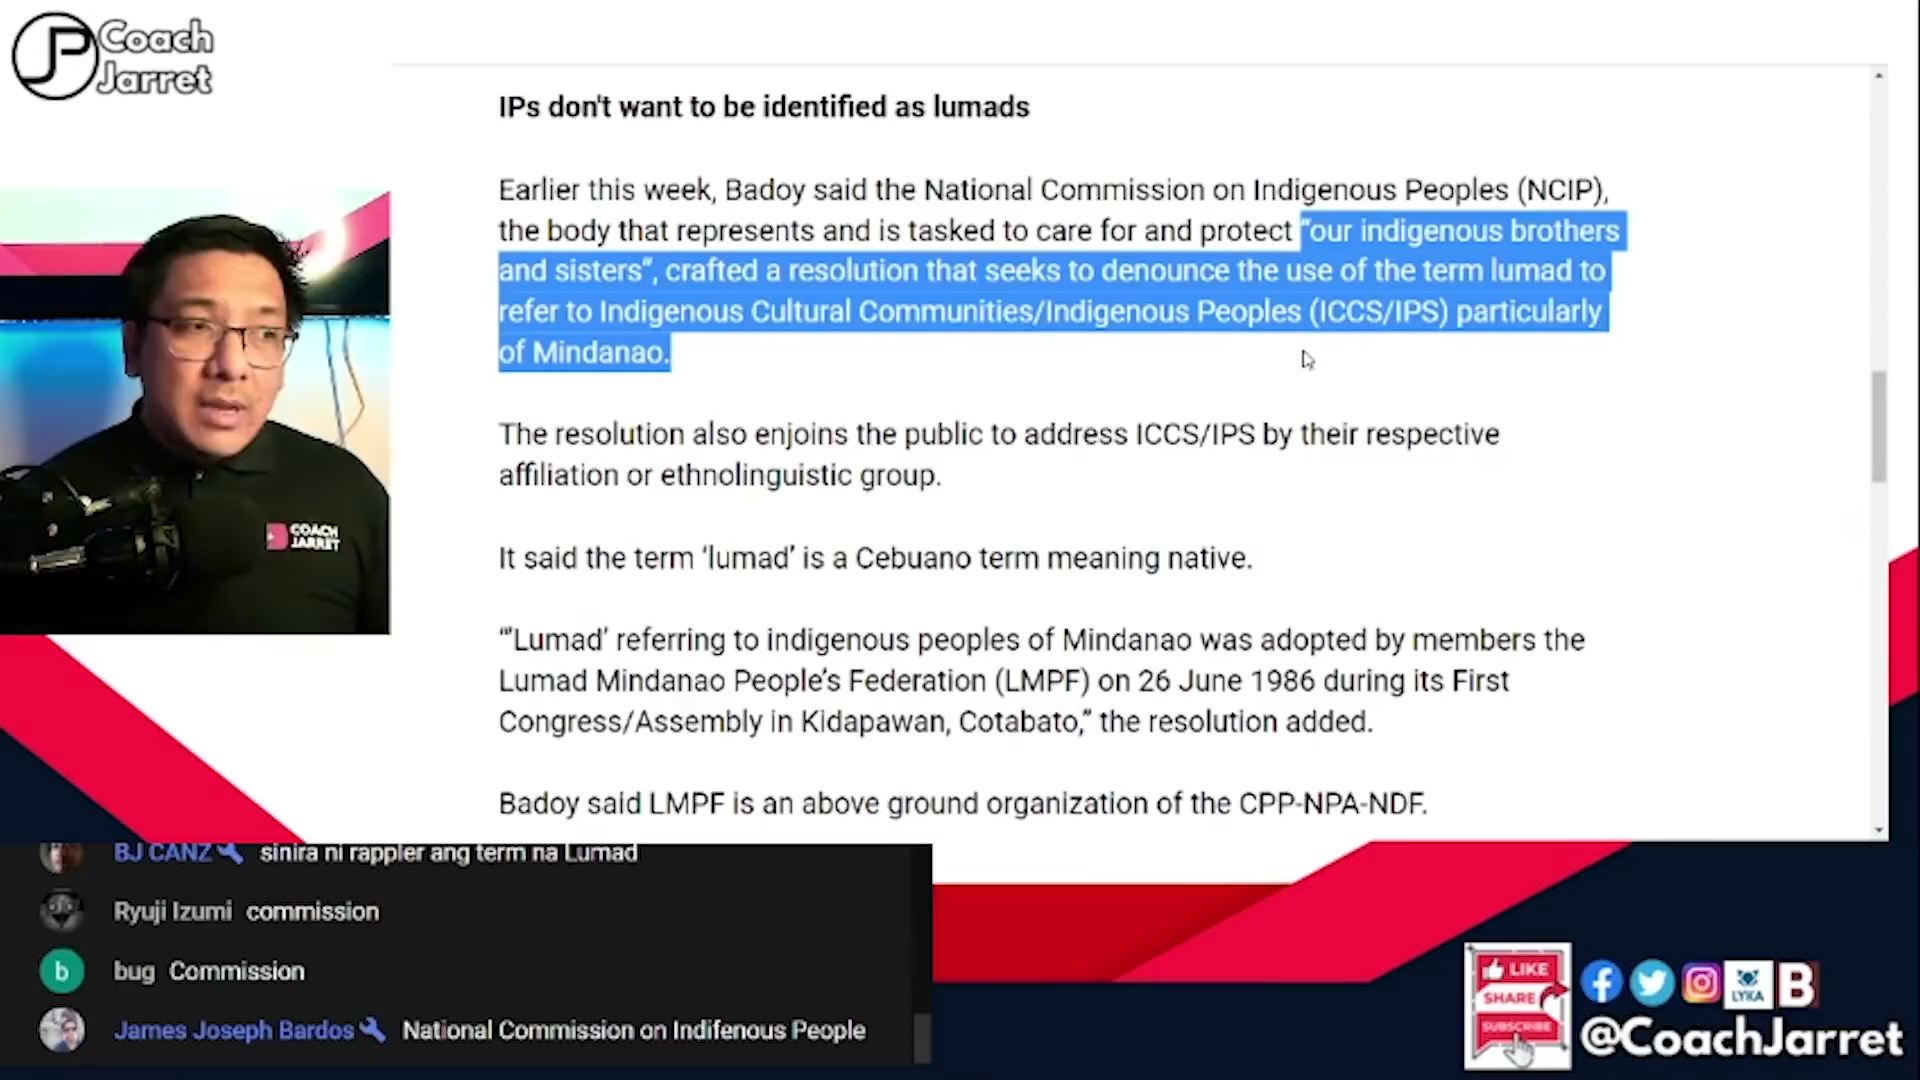 Coach
Jarret
IPs don't want to be identified as lumads
Earlier this week, Badoy said the National Commission on Indigenous Peoples (NCIP),
the body that represents and is tasked to care for and protect “our indigenous brothers
and sisters”, crafted a resolution that seeks to denounce the use of the term lumad to
refer to Indigenous Cultural Communities/Indigenous Peoples (ICCS/IPS) particularly
of Mindanao.
The resolution also enjoins the public to address ICCS/IPS by their respective
affiliation or ethnolinguistic group.
It said the term ‘lumad’ is a Cebuano term meaning native.
“‘Lumad’ referring to indigenous peoples of Mindanao was adopted by members the
Lumad Mindanao People’s Federation (LMPF) on 26 June 1986 during its First
Congress/Assembly in Kidapawan, Cotabato,” the resolution added.
Badoy said LMPF is an above ground organization of the CPP-NPA-NDF.
COACH
JARRET
BJ CANZ sinira ni rappler ang term na Lumad
Ryuji Izumi commission
b bug Commission
James Joseph Bardos National Commission on Indifenous People
LIKE
SHARE
SUBSCRIBE
LYKA
B
@CoachJarret